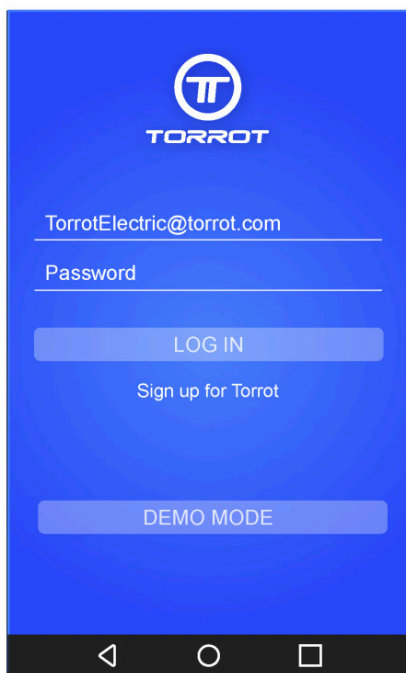 TORROT
TorrotElectric@torrot.com
Password
LOG IN
Sign up for Torrot
DEMO MODE